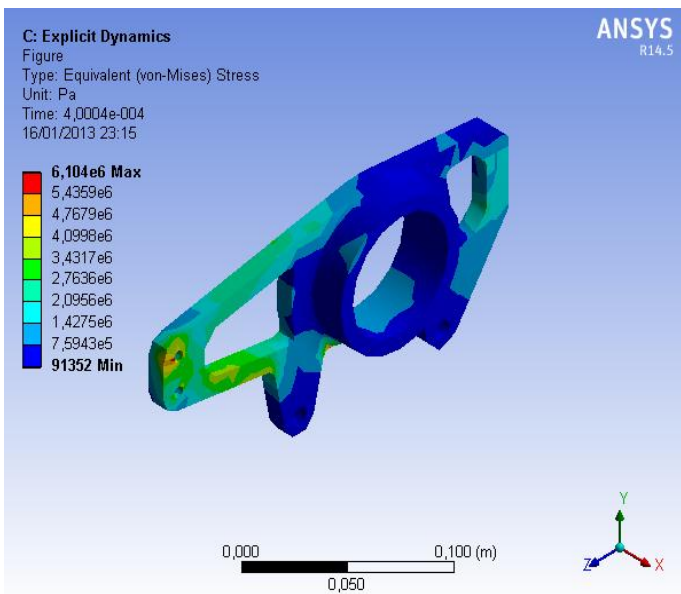 C: Explicit Dynamics
Figure
Type: Equivalent (von-Mises) Stress
Unit: Pa
Time: 4,0004e-004
16/01/2013 23:15
ANSYS
R14.5
6,104e6 Max
5,4359e6
4,7679e6
4,0998e6
3,4317e6
2,7636e6
2,0956e6
1,4275e6
7,5943e5
91352 Min
0,000
0,100 (m)
0,050
Y
Z
X